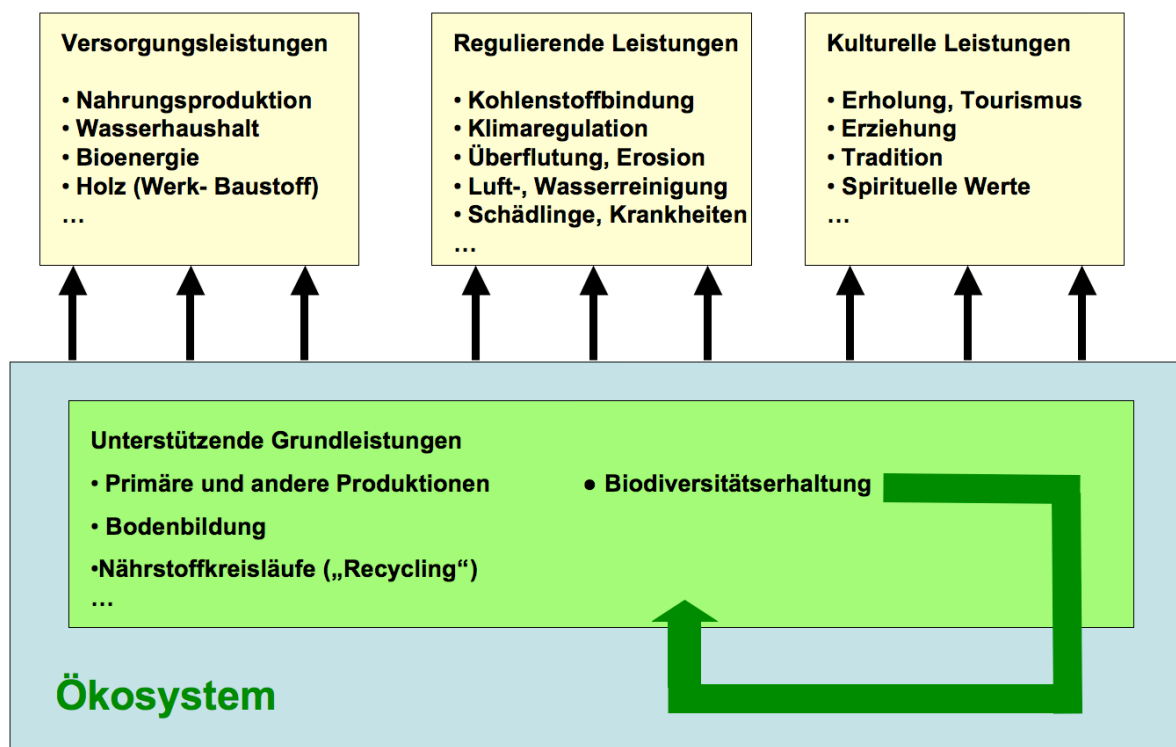 Versorgungsleistungen
• Nahrungsproduktion
• Wasserhaushalt
• Bioenergie
• Holz (Werk- Baustoff)
…
Regulierende Leistungen
• Kohlenstoffbindung
• Klimaregulation
• Überflutung, Erosion
• Luft-, Wasserreinigung
• Schädlinge, Krankheiten
…
Kulturelle Leistungen
• Erholung, Tourismus
• Erziehung
• Tradition
• Spirituelle Werte
…
Unterstützende Grundleistungen
• Primäre und andere Produktionen
• Bodenbildung
•Nährstoffkreisläufe („Recycling“)
…
● Biodiversitätserhaltung
Ökosystem